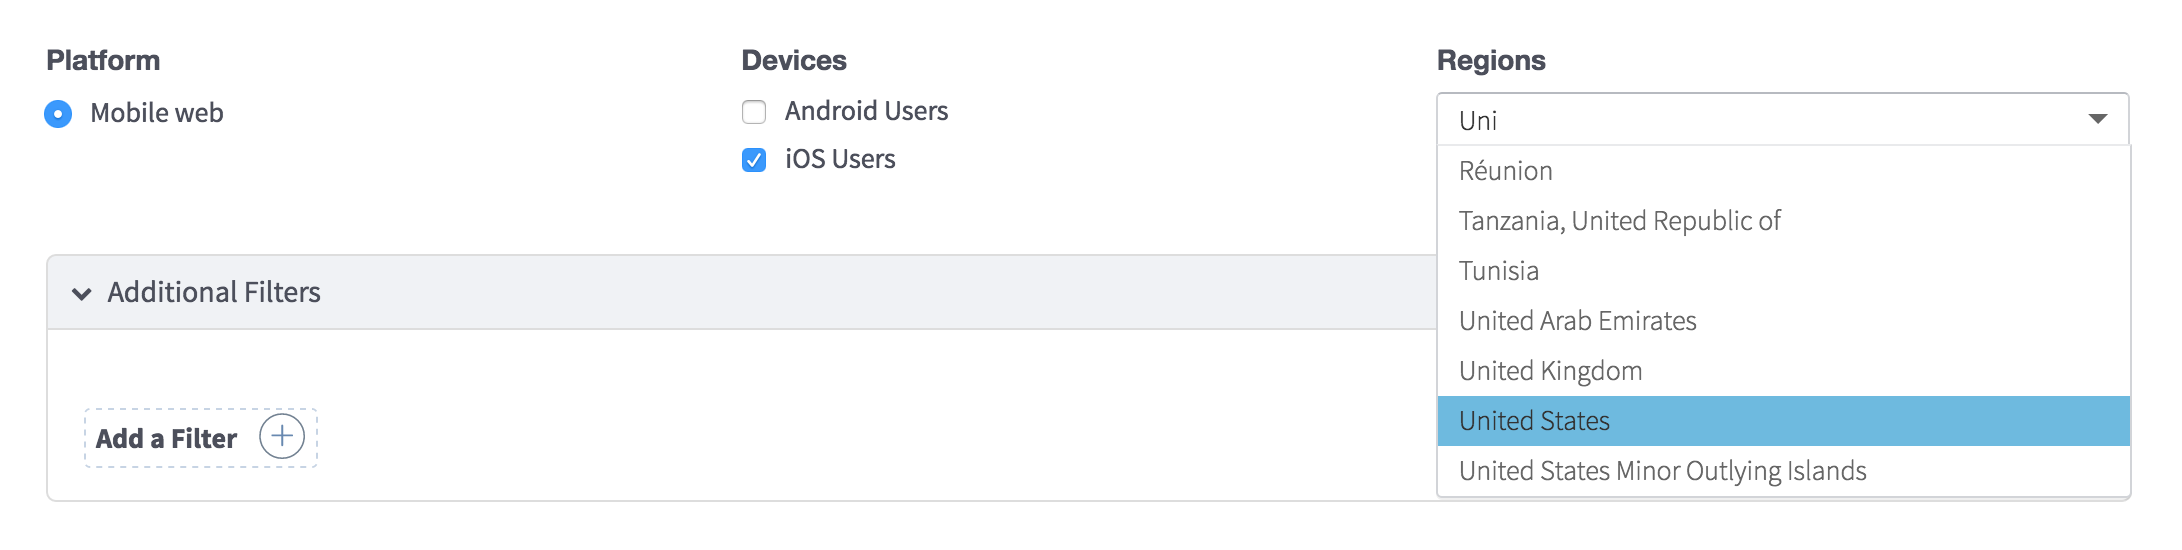 Platform
Mobile web
Devices
Android Users
iOS Users
Regions
Uni
Réunion
Tanzania, United Republic of
Tunisia
United Arab Emirates
United Kingdom
United States
United States Minor Outlying Islands
Additional Filters
Add a Filter